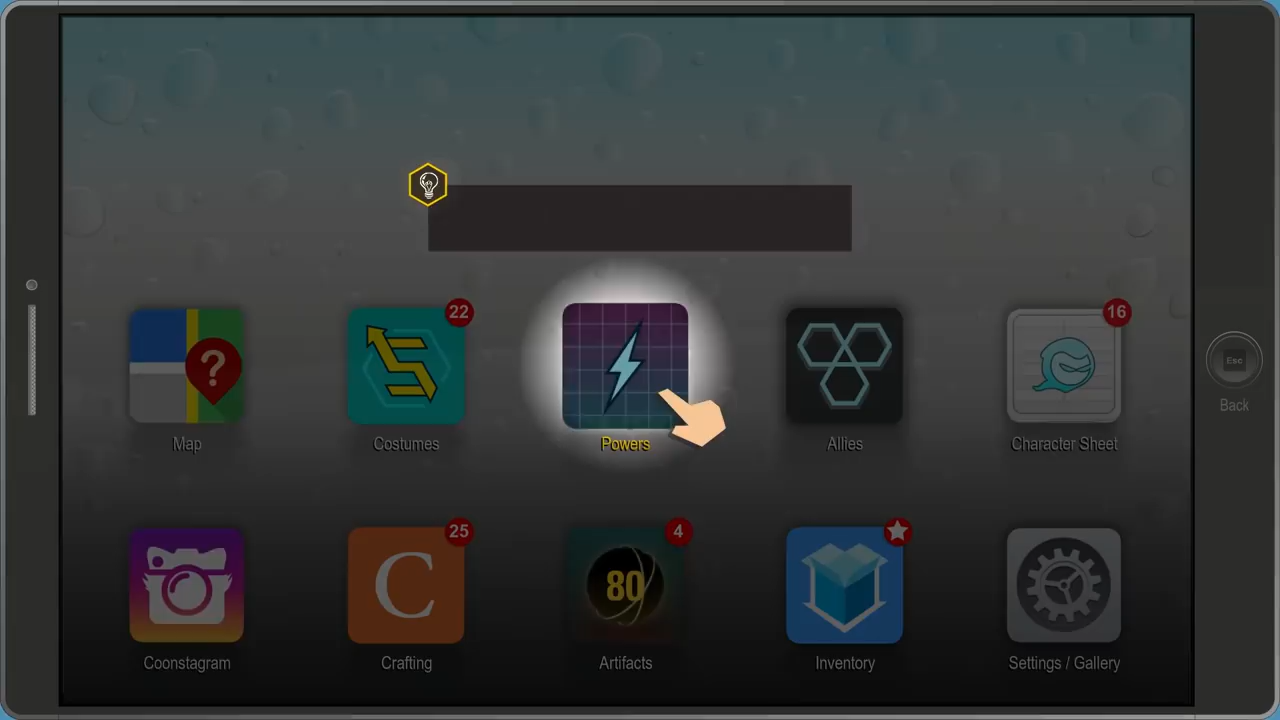 22
16
Map
Costumes
Powers
Allies
Character Sheet
Esc
Back
25
4
C
80
Coonstagram
Crafting
Artifacts
Inventory
Settings / Gallery